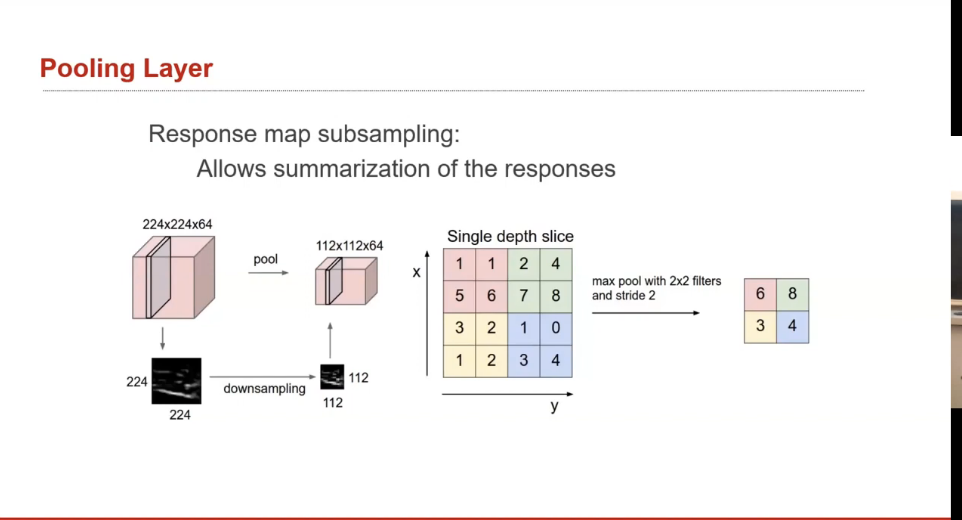 Pooling Layer
Response map subsampling:
Allows summarization of the responses
224x224x64
pool
112x112x64
224
224
downsampling
112
112
Single depth slice
x
1 1 2 4
5 6 7 8
3 2 1 0
1 2 3 4
y
max pool with 2x2 filters
and stride 2
6 8
3 4